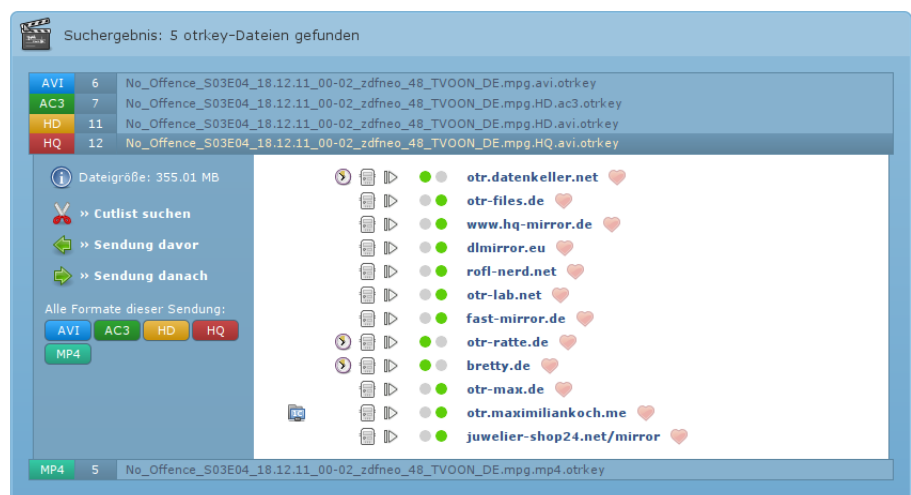 Suchergebnis: 5 otrkey-Dateien gefunden
AVI 6 No_Offence_S03E04_18.12.11_00-02_zdfneo_48_TVOON_DE.mpg.avi.otrkey
AC3 7 No_Offence_S03E04_18.12.11_00-02_zdfneo_48_TVOON_DE.mpg.HD.ac3.otrkey
HD 11 No_Offence_S03E04_18.12.11_00-02_zdfneo_48_TVOON_DE.mpg.HD.avi.otrkey
HQ 12 No_Offence_S03E04_18.12.11_00-02_zdfneo_48_TVOON_DE.mpg.HQ.avi.otrkey
Dateigröße: 355.01 MB
» Cutlist suchen
» Sendung davor
» Sendung danach
Alle Formate dieser Sendung:
AVI AC3 HD HQ
MP4
otr.datenkeller.net
otr-files.de
www.hq-mirror.de
dlmirror.eu
rofl-nerd.net
otr-lab.net
fast-mirror.de
otr-ratte.de
bretty.de
otr-max.de
otr.maximiliankoch.me
juwelier-shop24.net/mirror
MP4 5 No_Offence_S03E04_18.12.11_00-02_zdfneo_48_TVOON_DE.mpg.mp4.otrkey